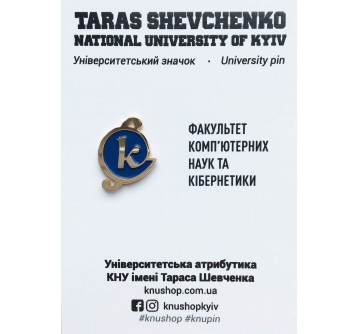 TARAS SHEVCHENKO
NATIONAL UNIVERSITY OF KYIV
Університетський значок · University pin
k
ФАКУЛЬТЕТ
КОМП'ЮТЕРНИХ
НАУК ТА
КІБЕРНЕТИКИ
Університетська атрибутика
КНУ імені Тараса Шевченка
knushop.com.ua
knushopkyiv
#knushop #knupin